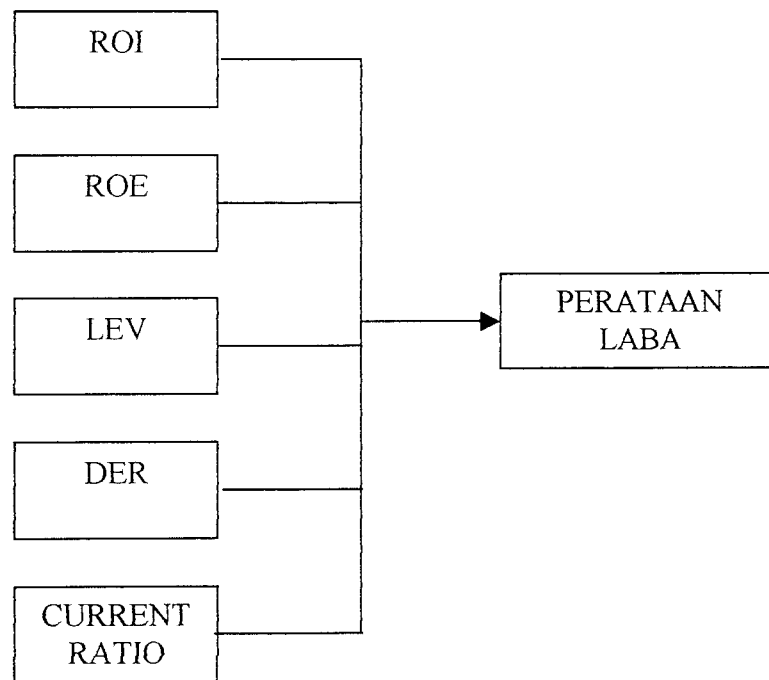 ROI
ROE
LEV
DER
CURRENT
RATIO
PERATAAN
LABA